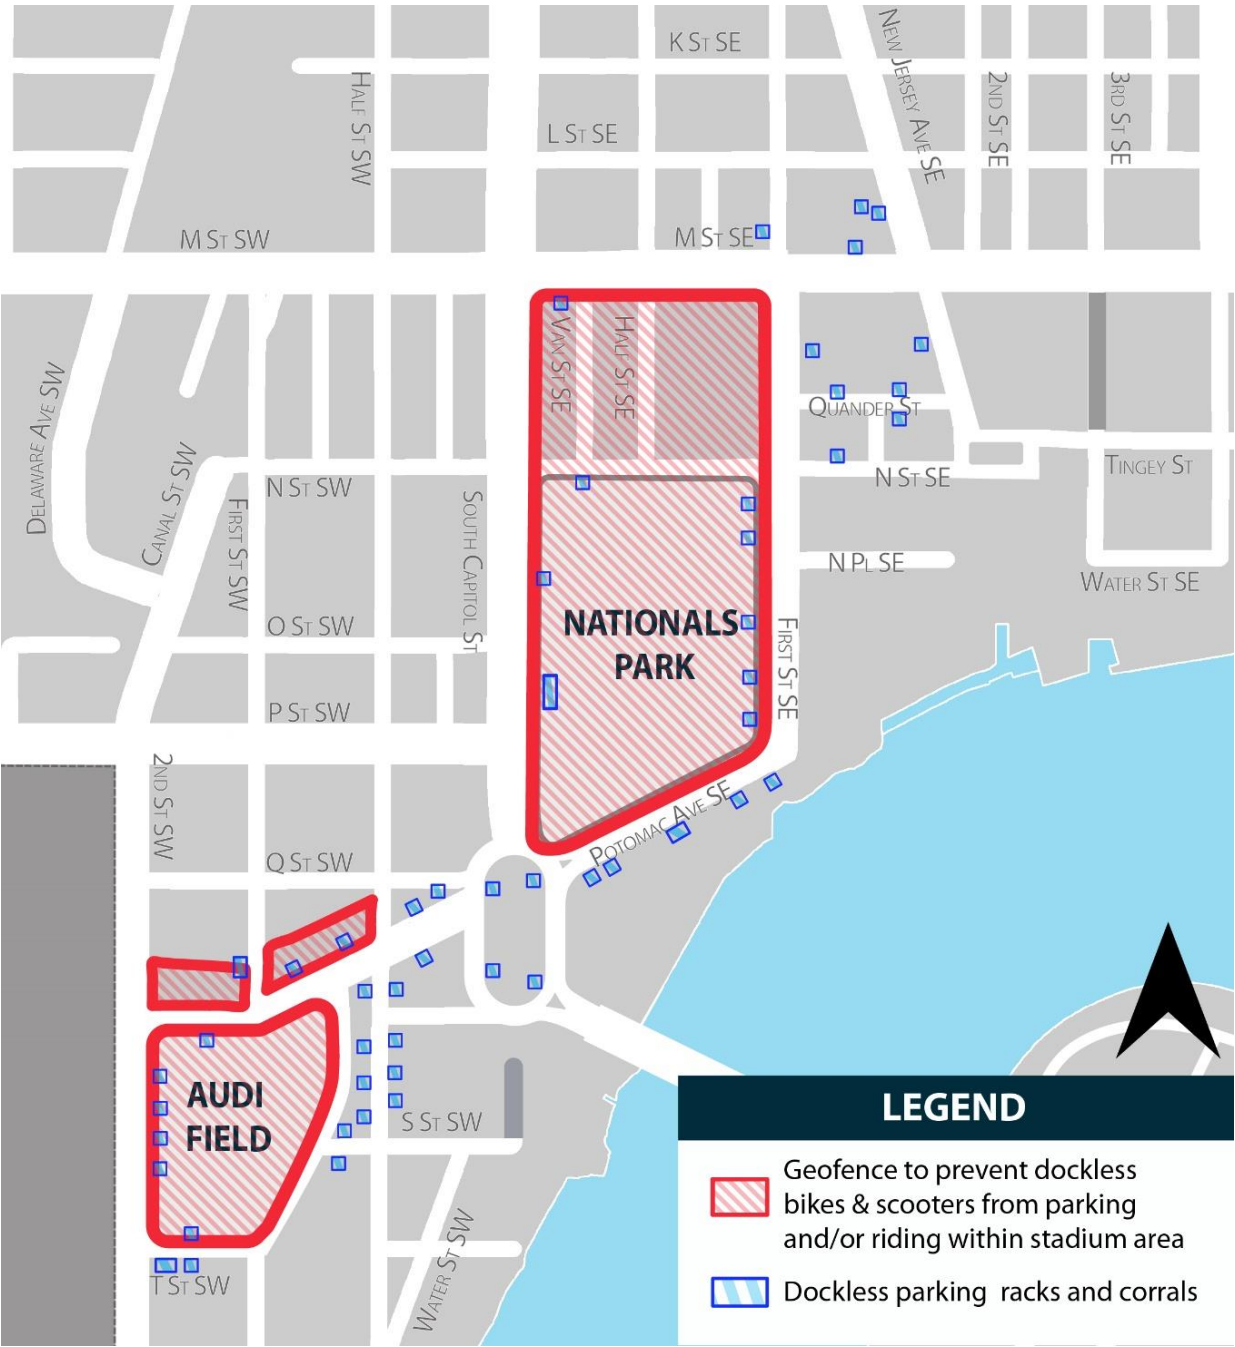 K St SE
New Jersey Ave SE
Half St SW
2nd St SE
3rd St SE
L St SE
M St SW
M St SE
Van St SE
Half St SE
Delaware Ave SW
Canal St SW
Quander St
N St SW
First St SW
South Capitol St
N St SE
Tingey St
N Pl SE
Water St SE
O St SW
NATIONALS
PARK
First St SE
P St SW
2nd St SW
Potomac Ave SE
Q St SW
AUDI
FIELD
S St SW
Water St SW
T St SW
LEGEND
Geofence to prevent dockless
bikes & scooters from parking
and/or riding within stadium area
Dockless parking racks and corrals